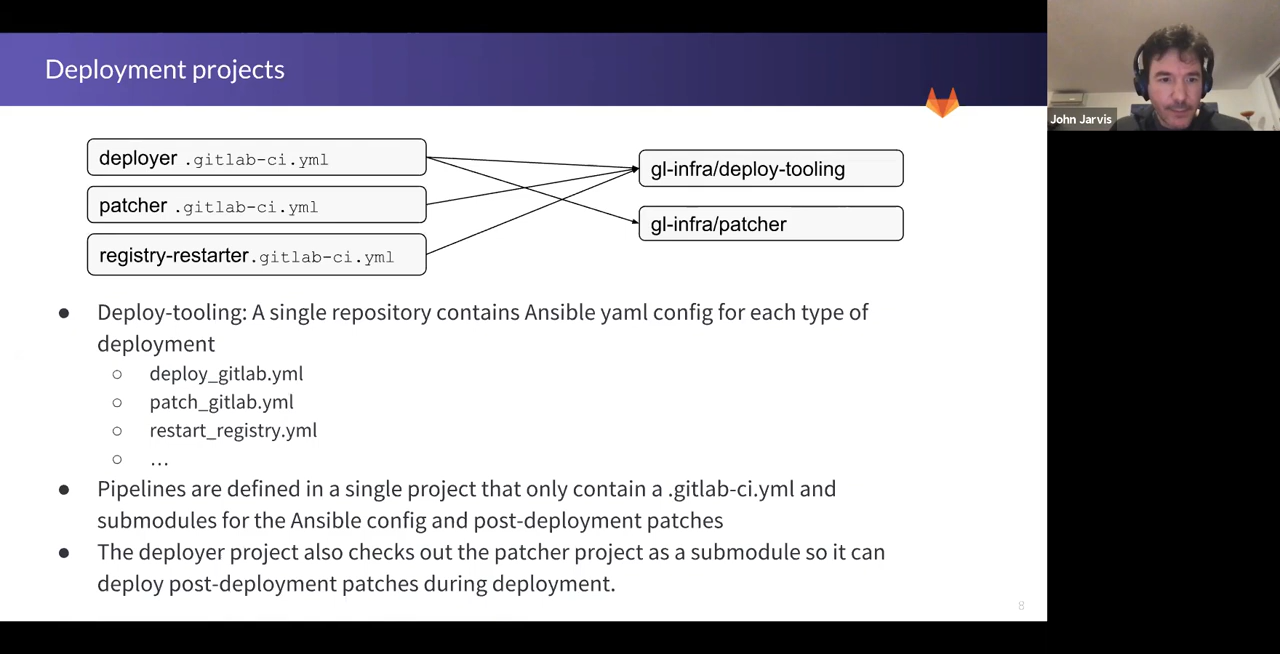 Deployment projects
John Jarvis
deployer .gitlab-ci.yml
patcher .gitlab-ci.yml
registry-restarter.gitlab-ci.yml
gl-infra/deploy-tooling
gl-infra/patcher
● Deploy-tooling: A single repository contains Ansible yaml config for each type of
deployment
○ deploy_gitlab.yml
○ patch_gitlab.yml
○ restart_registry.yml
○ …
● Pipelines are defined in a single project that only contain a .gitlab-ci.yml and
submodules for the Ansible config and post-deployment patches
● The deployer project also checks out the patcher project as a submodule so it can
deploy post-deployment patches during deployment.
8